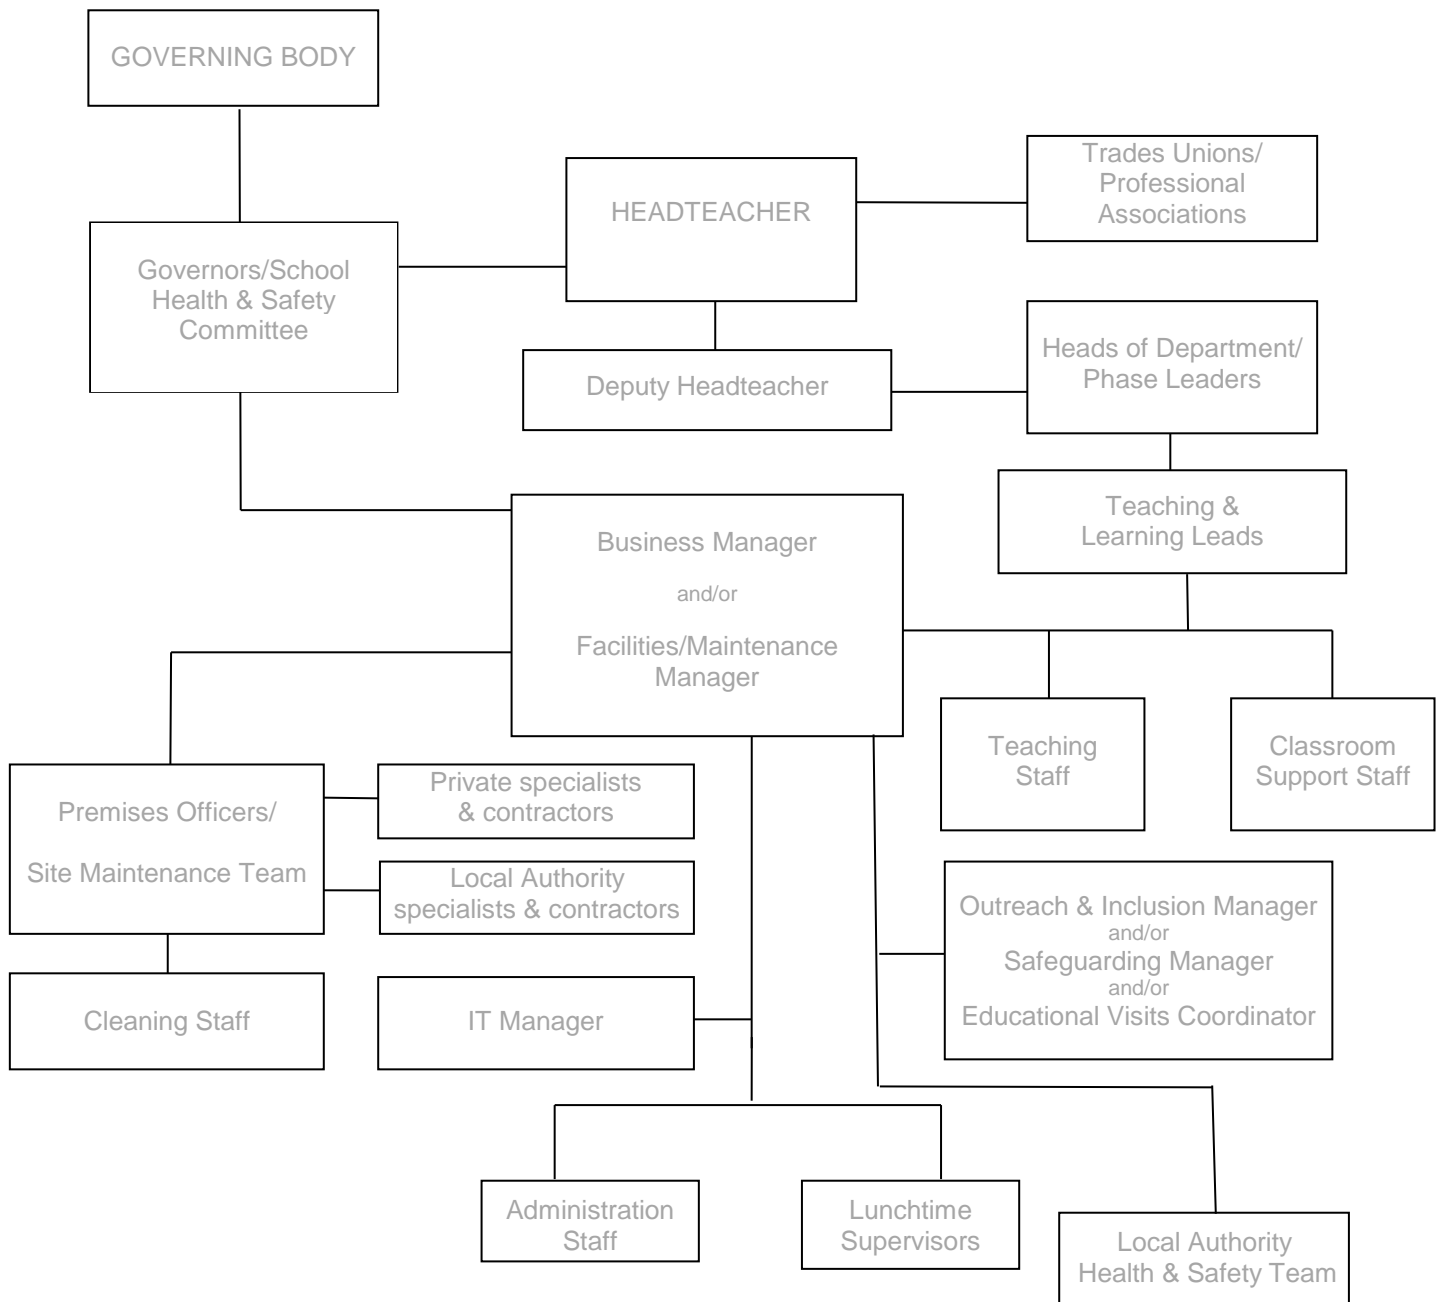 GOVERNING BODY
Trades Unions/
Professional
Associations
HEADTEACHER
Governors/School
Health & Safety
Committee
Heads of Department/
Phase Leaders
Deputy Headteacher
Teaching &
Learning Leads
Business Manager
and/or
Facilities/Maintenance
Manager
Teaching
Staff
Classroom
Support Staff
Premises Officers/
Site Maintenance Team
Private specialists
& contractors
Local Authority
specialists & contractors
Outreach & Inclusion Manager
and/or
Safeguarding Manager
and/or
Educational Visits Coordinator
Cleaning Staff
IT Manager
Administration
Staff
Lunchtime
Supervisors
Local Authority
Health & Safety Team